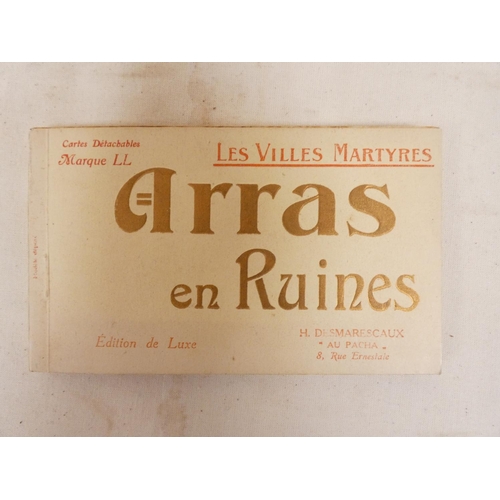 Cartes Détachables
Marque LL
LES VILLES MARTYRES
Arras
en Ruines
Édition de Luxe
H. DESMARESCAUX
" AU PACHA "
8, Rue Ernestale